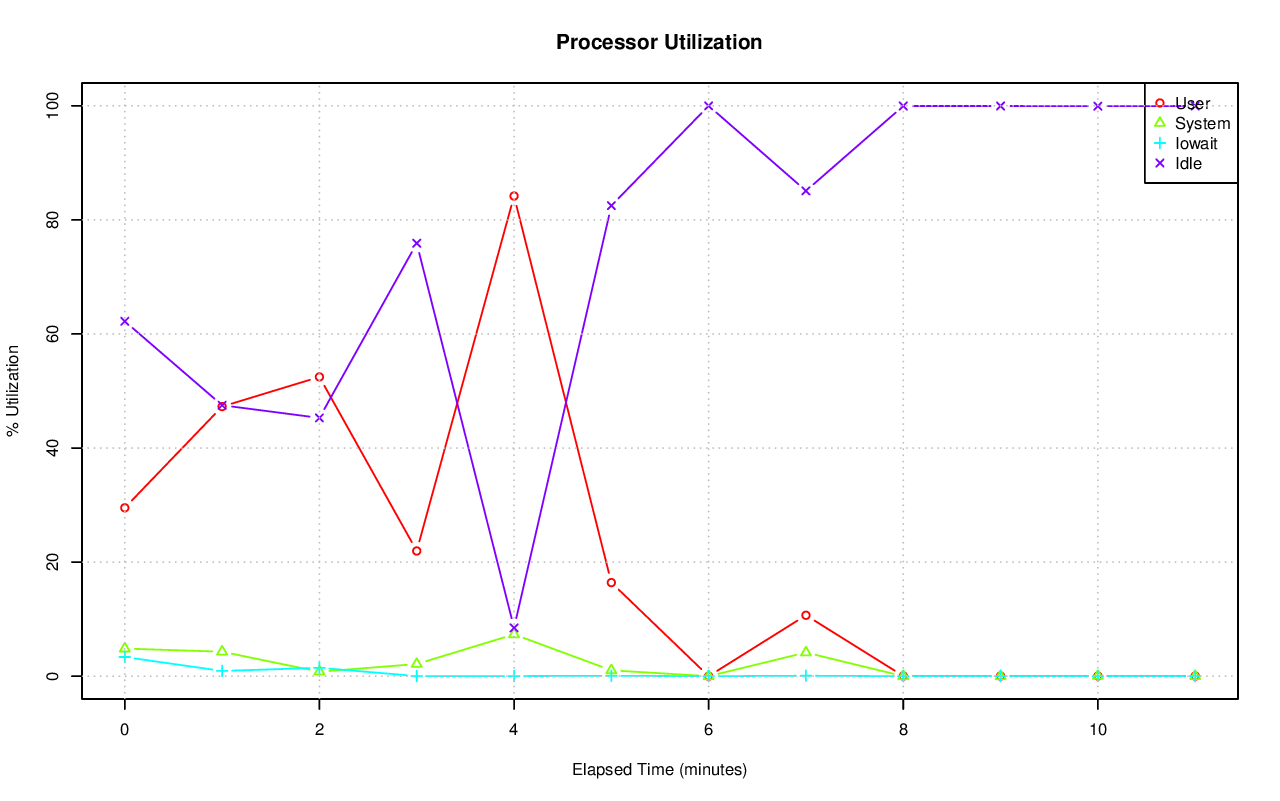 Processor Utilization
% Utilization
100
80
60
40
20
0
User
System
Iowait
Idle
0 2 4 6 8 10
Elapsed Time (minutes)